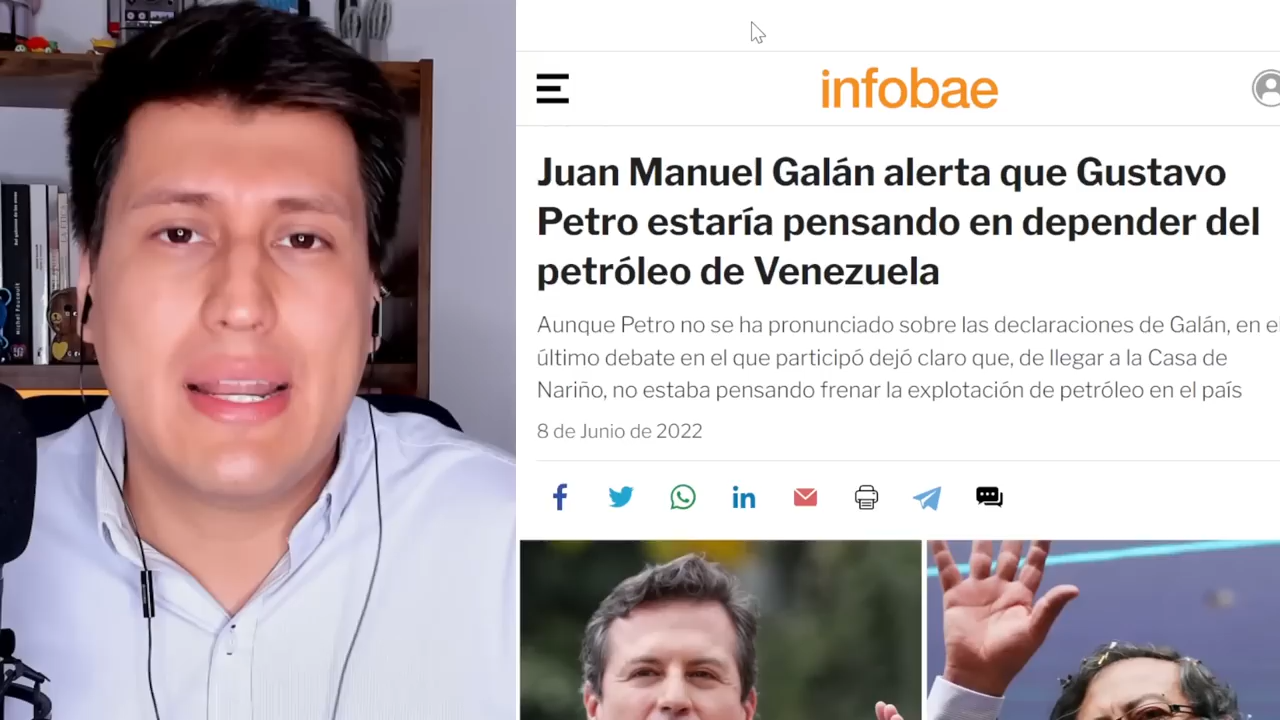 infobae
Juan Manuel Galán alerta que Gustavo
Petro estaría pensando en depender del
petróleo de Venezuela
Aunque Petro no se ha pronunciado sobre las declaraciones de Galán, en el
último debate en el que participó dejó claro que, de llegar a la Casa de
Nariño, no estaba pensando frenar la explotación de petróleo en el país
8 de Junio de 2022
Michel Foucault